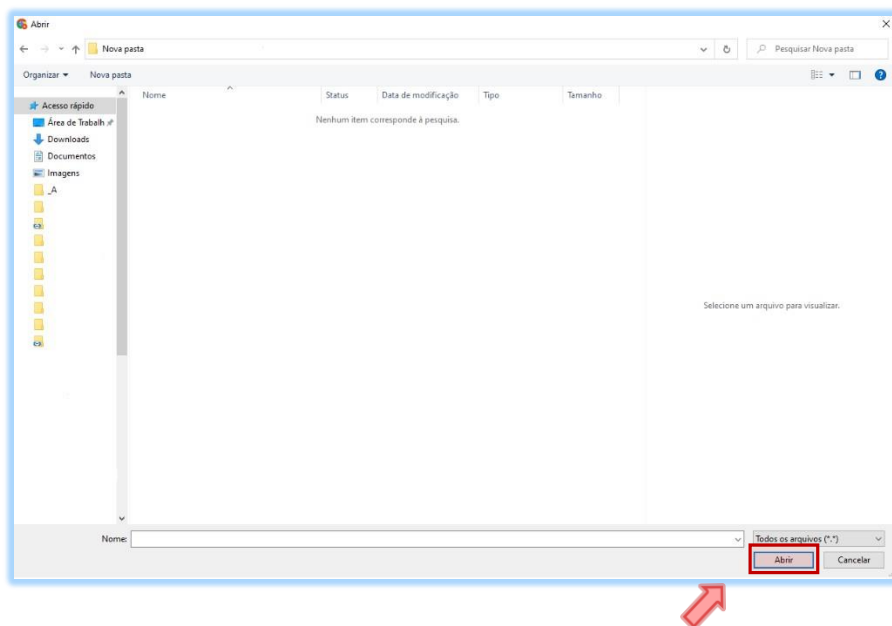 Abrir
Nova pasta
Pesquisar Nova pasta
Organizar
Nova pasta
Nome
Status
Data de modificação
Tipo
Tamanho
Acesso rápido
Nenhum item corresponde à pesquisa.
Área de Trabalh
Downloads
Documentos
Imagens
_A
Selecione um arquivo para visualizar.
Nome:
Todos os arquivos (*.*)
Abrir
Cancelar